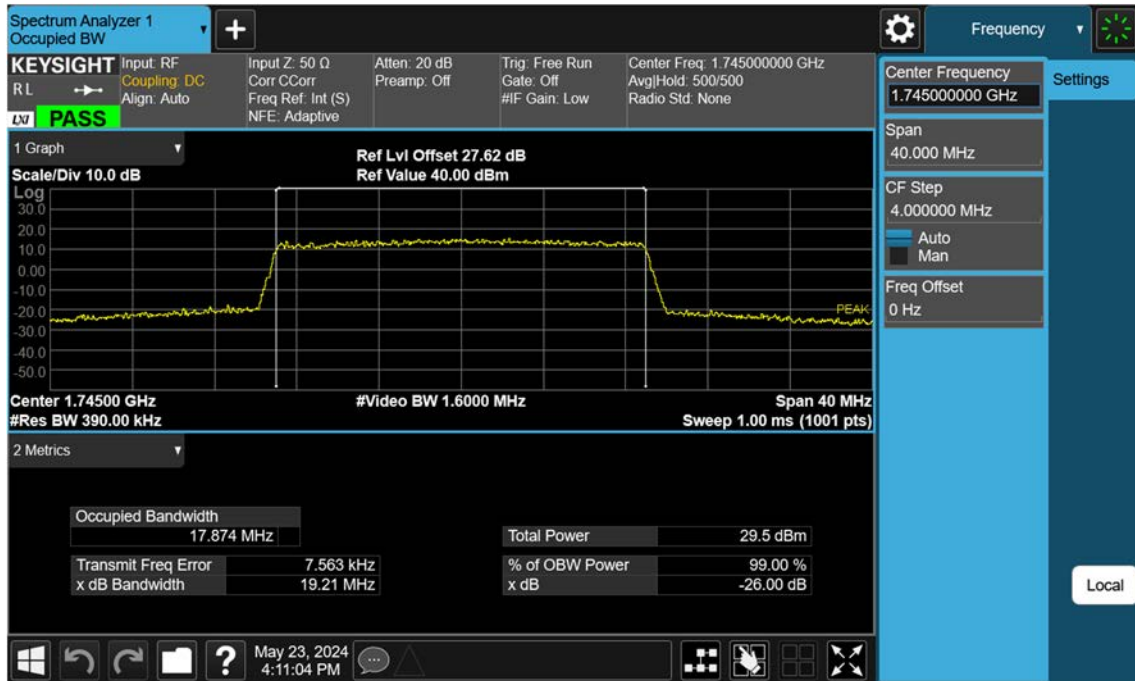 Spectrum Analyzer 1
Occupied BW
+
Frequency
KEYSIGHT
RL
LXI PASS
Input: RF
Coupling: DC
Align: Auto
Input Z: 50 Ω
Corr CCorr
Freq Ref: Int (S)
NFE: Adaptive
Atten: 20 dB
Preamp: Off
Trig: Free Run
Gate: Off
#IF Gain: Low
Center Freq: 1.745000000 GHz
Avg|Hold: 500/500
Radio Std: None
Center Frequency
1.745000000 GHz
Settings
Span
40.000 MHz
CF Step
4.000000 MHz
Auto
Man
Freq Offset
0 Hz
Local
1 Graph
Scale/Div 10.0 dB
Ref Lvl Offset 27.62 dB
Ref Value 40.00 dBm
Log
30.0
20.0
10.0
0.00
-10.0
-20.0
-30.0
-40.0
-50.0
PEAK
Center 1.74500 GHz
#Video BW 1.6000 MHz
Span 40 MHz
#Res BW 390.00 kHz
Sweep 1.00 ms (1001 pts)
2 Metrics
Occupied Bandwidth
17.874 MHz
Total Power 29.5 dBm
Transmit Freq Error 7.563 kHz
% of OBW Power 99.00 %
x dB Bandwidth 19.21 MHz
x dB -26.00 dB
?
May 23, 2024
4:11:04 PM